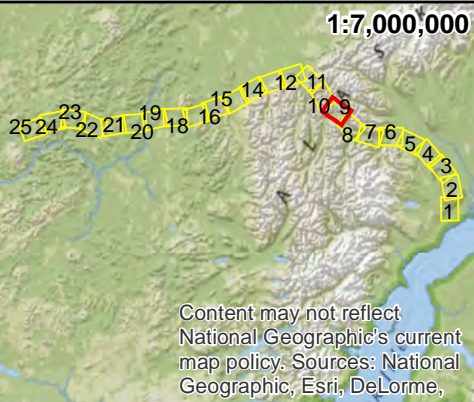 1:7,000,000
25 24 23 22 21 20 19 18 16 15 14 12 11 10 9 8 7 6 5 4 3 2 1
A
L
A
S
K
Content may not reflect
National Geographic's current
map policy. Sources: National
Geographic, Esri, DeLorme,